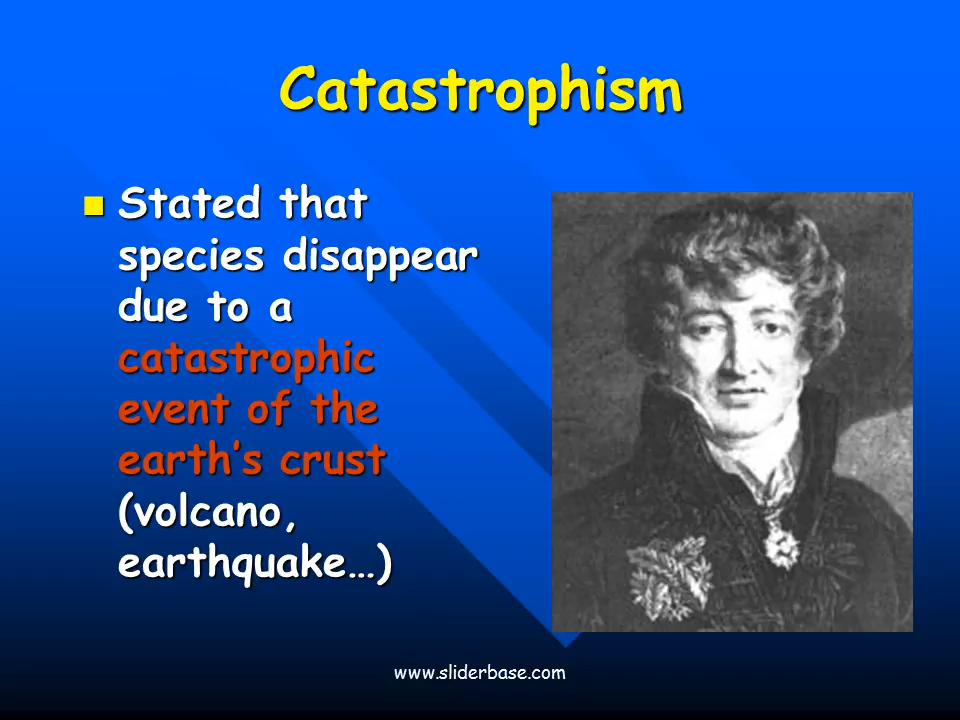 Catastrophism
Stated that
species disappear
due to a
catastrophic
event of the
earth’s crust
(volcano,
earthquake…)
www.sliderbase.com